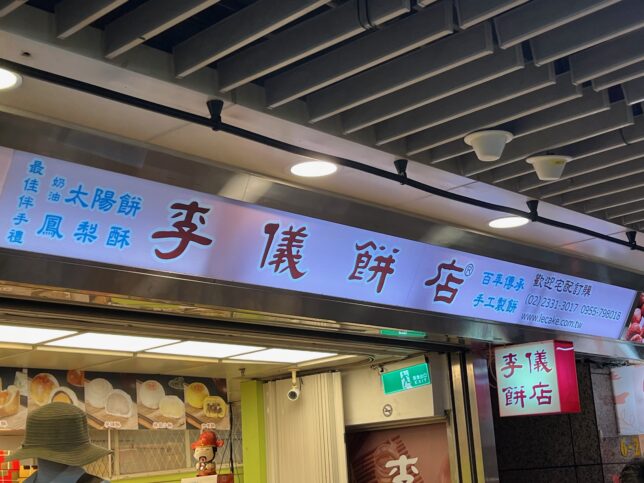 最佳伴手禮
奶油
太陽餅
鳳梨酥
李儀餅店®
百年傳承
手工製餅
歡迎宅配訂購
(02)2331-3017 0955-798018
www.lecake.com.tw
李儀
餅店
李